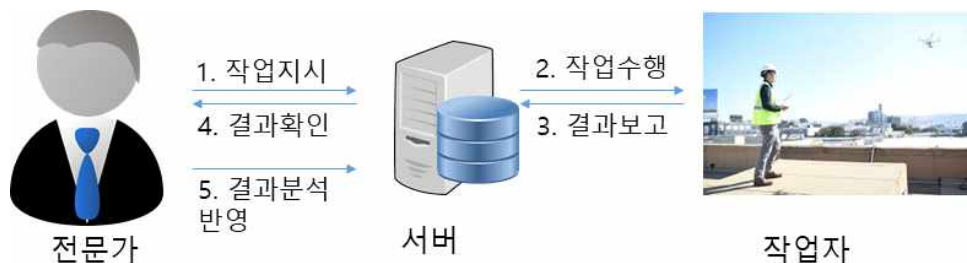 1. 작업지시
4. 결과확인
5. 결과분석
반영
2. 작업수행
3. 결과보고
전문가
서버
작업자